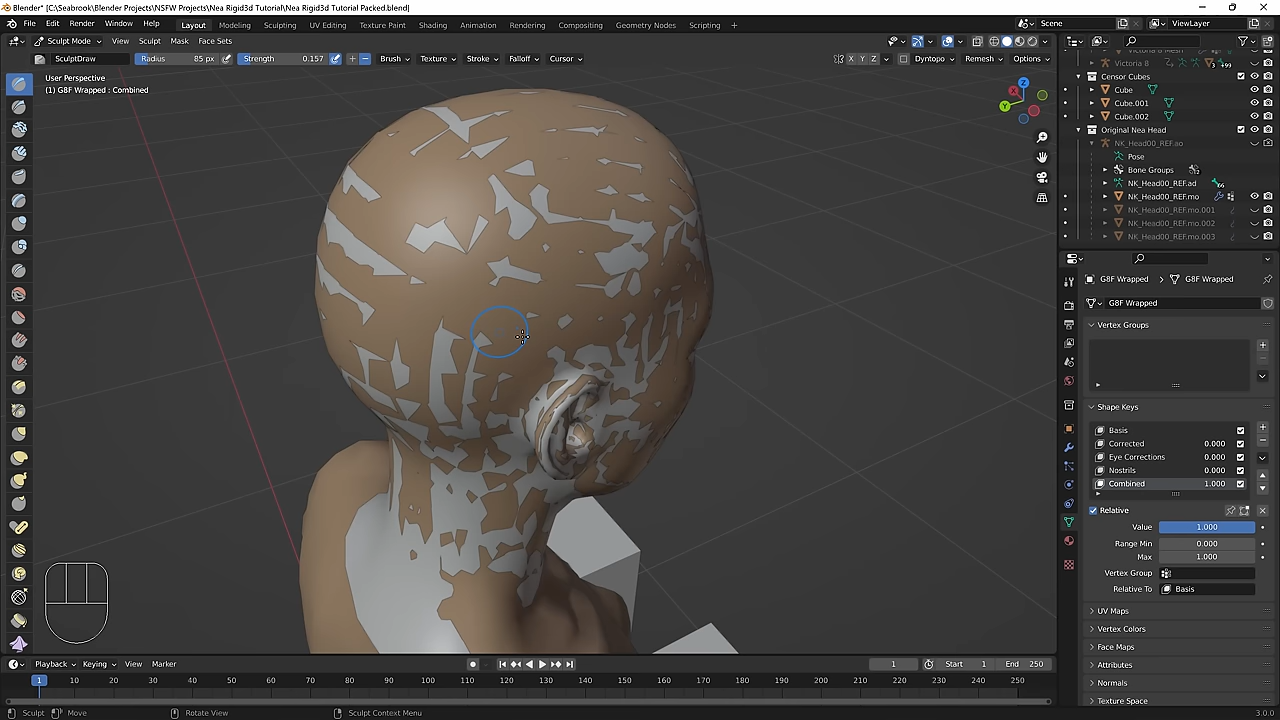 Blender* [C:\Seabrook\Blender Projects\NSFW Projects\Nea Rigid3d Tutorial\Nea Rigid3d Tutorial Packed.blend]
File Edit Render Window Help Layout Modeling Sculpting UV Editing Texture Paint Shading Animation Rendering Compositing Geometry Nodes Scripting + Scene ViewLayer
Sculpt Mode View Sculpt Mask Face Sets
SculptDraw Radius 85 px Strength 0.157 Brush Texture Stroke Falloff Cursor X Y Z Dyntopo Remesh Options
User Perspective
(1) G8F Wrapped : Combined
Z
X
Y
Victoria 8 Mesh
Victoria 8
Censor Cubes
Cube
Cube.001
Cube.002
Original Nea Head
NK_Head00_REF.ao
Pose
Bone Groups
NK_Head00_REF.ad
NK_Head00_REF.mo
NK_Head00_REF.mo.001
NK_Head00_REF.mo.002
NK_Head00_REF.mo.003
G8F Wrapped > G8F Wrapped
G8F Wrapped
Vertex Groups
Shape Keys
Basis
Corrected 0.000
Eye Corrections 0.000
Nostrils 0.000
Combined 1.000
Relative
Value 1.000
Range Min 0.000
Max 1.000
Vertex Group
Relative To Basis
UV Maps
Vertex Colors
Face Maps
Attributes
Normals
Texture Space
Playback Keying View Marker 1 Start 1 End 250
1 10 20 30 40 50 60 70 80 90 100 110 120 130 140 150 160 170 180 190 200 210 220 230 240 250
Sculpt Move Rotate View Sculpt Context Menu 3.0.0